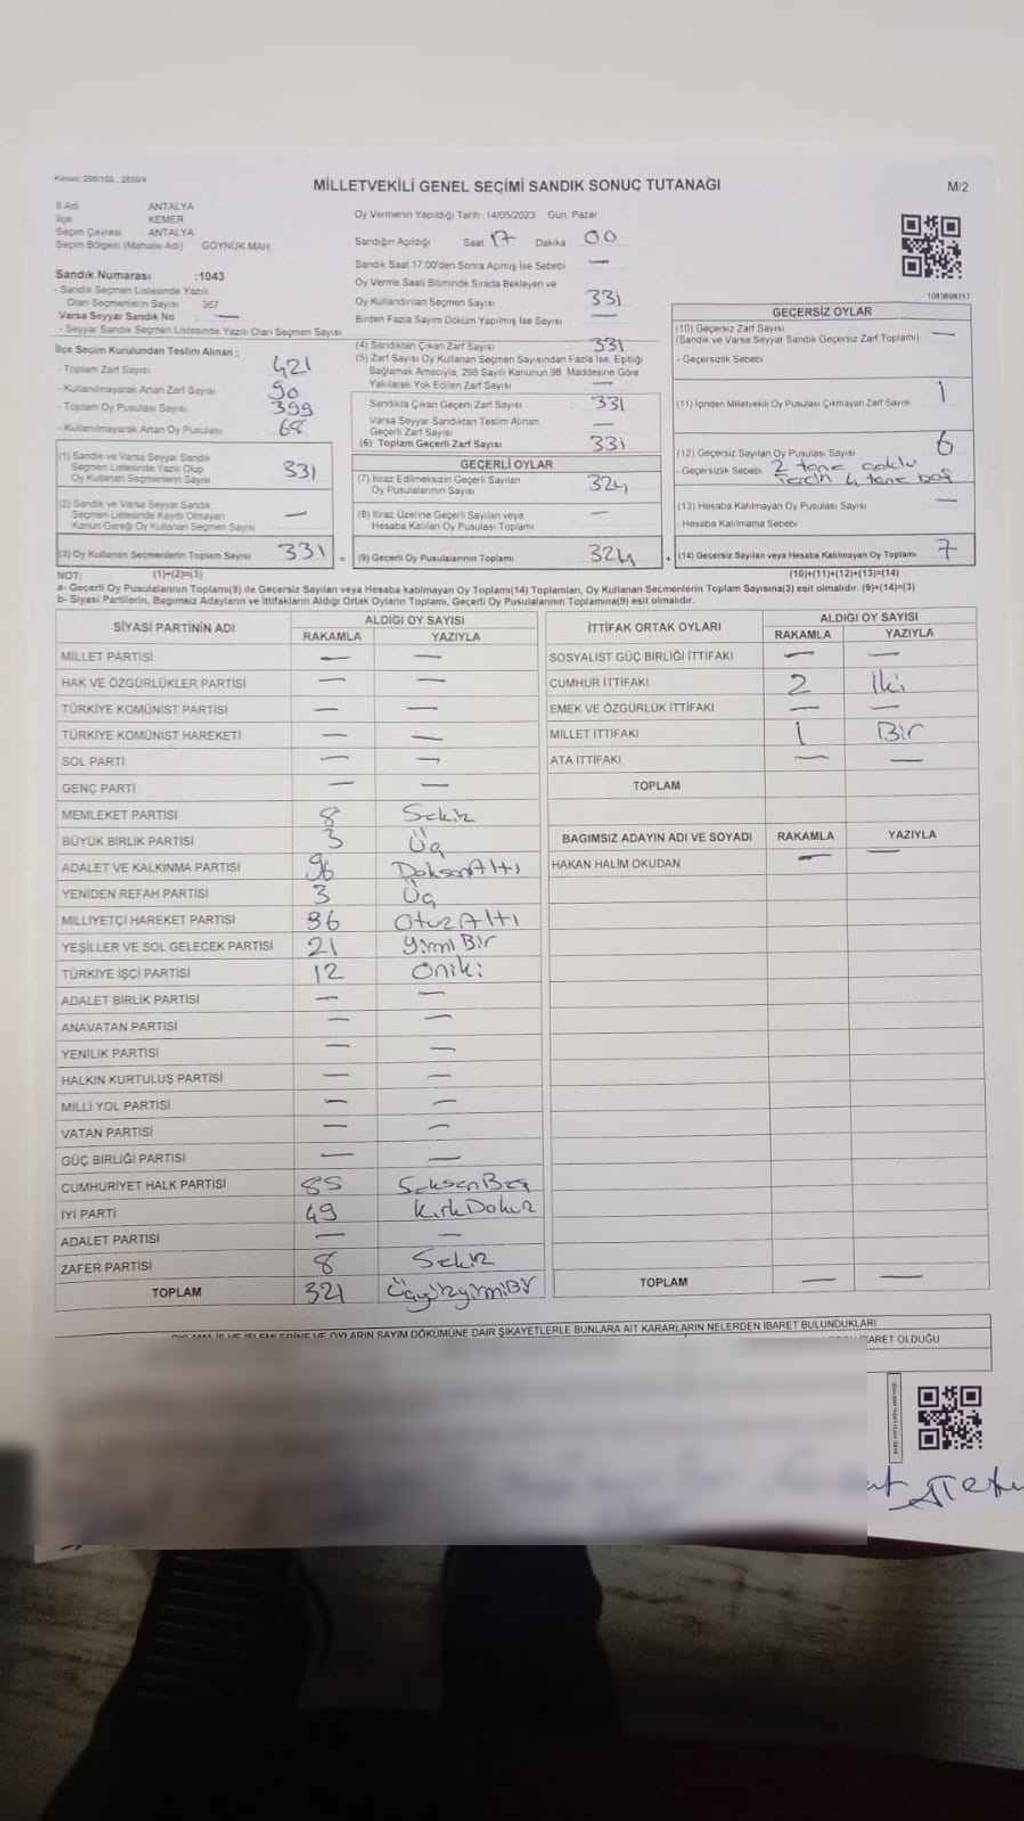 MİLLETVEKİLİ GENEL SEÇİMİ SANDIK SONUÇ TUTANAĞI
M/2
İl Adı ANTALYA
İlçe KEMER
Seçim Çevresi ANTALYA
Seçim Bölgesi (Mahalle Adı) GÖYNÜK MAH.
Sandık Numarası :1043
- Sandık Seçmen Listesinde Yazılı
Olan Seçmenlerin Sayısı 367
Varsa Seyyar Sandık No —
- Seyyar Sandık Seçmen Listesinde Yazılı Olan Seçmen Sayısı
İlçe Seçim Kurulundan Teslim Alınan :
- Toplam Zarf Sayısı 421
- Kullanılmayarak Artan Zarf Sayısı 90
- Toplam Oy Pusulası Sayısı 399
- Kullanılmayarak Artan Oy Pusulası 68
(1) Sandık ve Varsa Seyyar Sandık
Seçmen Listesinde Yazılı Olup
Oy Kullanan Seçmenlerin Sayısı 331
(2) Sandık ve Varsa Seyyar Sandık
Seçmen Listesinde Kaydı Olmayan
Kanun Gereği Oy Kullanan Seçmen Sayısı —
(3) Oy Kullanan Seçmenlerin Toplam Sayısı 331
Oy Vermenin Yapıldığı Tarih: 14/05/2023 Gün: Pazar
Sandığın Açıldığı Saat 17 Dakika 00
Sandık Saat 17:00'den Sonra Açılmış İse Sebebi —
Oy Verme Saati Bitiminde Sırada Bekleyen ve
Oy Kullandırılan Seçmen Sayısı 331
Birden Fazla Sayım Döküm Yapılmış İse Sayısı —
(4) Sandıktan Çıkan Zarf Sayısı 331
(5) Zarf Sayısı Oy Kullanan Seçmen Sayısından Fazla İse, Eşitliği
Sağlamak Amacıyla, 298 Sayılı Kanunun 98. Maddesine Göre
Yakılarak Yok Edilen Zarf Sayısı —
Sandıkta Çıkan Geçerli Zarf Sayısı 331
Varsa Seyyar Sandıktan Teslim Alınan
Geçerli Zarf Sayısı —
(6) Toplam Geçerli Zarf Sayısı 331
GEÇERLİ OYLAR
(7) İtiraz Edilmeksizin Geçerli Sayılan
Oy Pusulalarının Sayısı 324
(8) İtiraz Üzerine Geçerli Sayılan veya
Hesaba Katılan Oy Pusulası Toplamı —
(9) Geçerli Oy Pusulalarının Toplamı 324
GEÇERSİZ OYLAR
(10) Geçersiz Zarf Sayısı
(Sandık ve Varsa Seyyar Sandık Geçersiz Zarf Toplamı) —
- Geçersizlik Sebebi
(11) İçinden Milletvekili Oy Pusulası Çıkmayan Zarf Sayısı 1
(12) Geçersiz Sayılan Oy Pusulası Sayısı 6
- Geçersizlik Sebebi 2 tane çoklu
tercih 4 tane boş
(13) Hesaba Katılmayan Oy Pusulası Sayısı —
- Hesaba Katılmama Sebebi
(14) Geçersiz Sayılan veya Hesaba Katılmayan Oy Toplamı 7
NOT: (1)+(2)=(3) (10)+(11)+(12)+(13)=(14)
a- Geçerli Oy Pusulalarının Toplamı(9) ile Geçersiz Sayılan veya Hesaba katılmayan Oy Toplamı(14) Toplamları, Oy Kullanan Seçmenlerin Toplam Sayısına(3) eşit olmalıdır. (9)+(14)=(3)
b- Siyasi Partilerin, Bağımsız Adayların ve İttifakların Aldığı Ortak Oyların Toplamı, Geçerli Oy Pusulalarının Toplamına(9) eşit olmalıdır.
SİYASİ PARTİNİN ADI ALDIĞI OY SAYISI
RAKAMLA YAZIYLA
MİLLET PARTİSİ — —
HAK VE ÖZGÜRLÜKLER PARTİSİ — —
TÜRKİYE KOMÜNİST PARTİSİ — —
TÜRKİYE KOMÜNİST HAREKETİ — —
SOL PARTİ — —
GENÇ PARTİ — —
MEMLEKET PARTİSİ 8 Sekiz
BÜYÜK BİRLİK PARTİSİ 3 Üç
ADALET VE KALKINMA PARTİSİ 96 DoksanAltı
YENİDEN REFAH PARTİSİ 3 Üç
MİLLİYETÇİ HAREKET PARTİSİ 36 OtuzAltı
YEŞİLLER VE SOL GELECEK PARTİSİ 21 Yirmi Bir
TÜRKİYE İŞÇİ PARTİSİ 12 Oniki
ADALET BİRLİK PARTİSİ — —
ANAVATAN PARTİSİ — —
YENİLİK PARTİSİ — —
HALKIN KURTULUŞ PARTİSİ — —
MİLLİ YOL PARTİSİ — —
VATAN PARTİSİ — —
GÜÇ BİRLİĞİ PARTİSİ — —
CUMHURİYET HALK PARTİSİ 85 Seksen Beş
İYİ PARTİ 49 Kırk Dokuz
ADALET PARTİSİ — —
ZAFER PARTİSİ 8 Sekiz
TOPLAM 321 Üçyüzyirmibir
İTTİFAK ORTAK OYLARI ALDIĞI OY SAYISI
RAKAMLA YAZIYLA
SOSYALİST GÜÇ BİRLİĞİ İTTİFAKI — —
CUMHUR İTTİFAKI 2 İki
EMEK VE ÖZGÜRLÜK İTTİFAKI — —
MİLLET İTTİFAKI 1 Bir
ATA İTTİFAKI — —
TOPLAM
BAĞIMSIZ ADAYIN ADI VE SOYADI RAKAMLA YAZIYLA
HAKAN HALİM OKUDAN — —
TOPLAM — —
OYLARIN SAYIM DÖKÜMÜNE DAİR ŞİKAYETLERLE BUNLARA AİT KARARLARIN NELERDEN İBARET BULUNDUKLARI
İBARET OLDUĞU